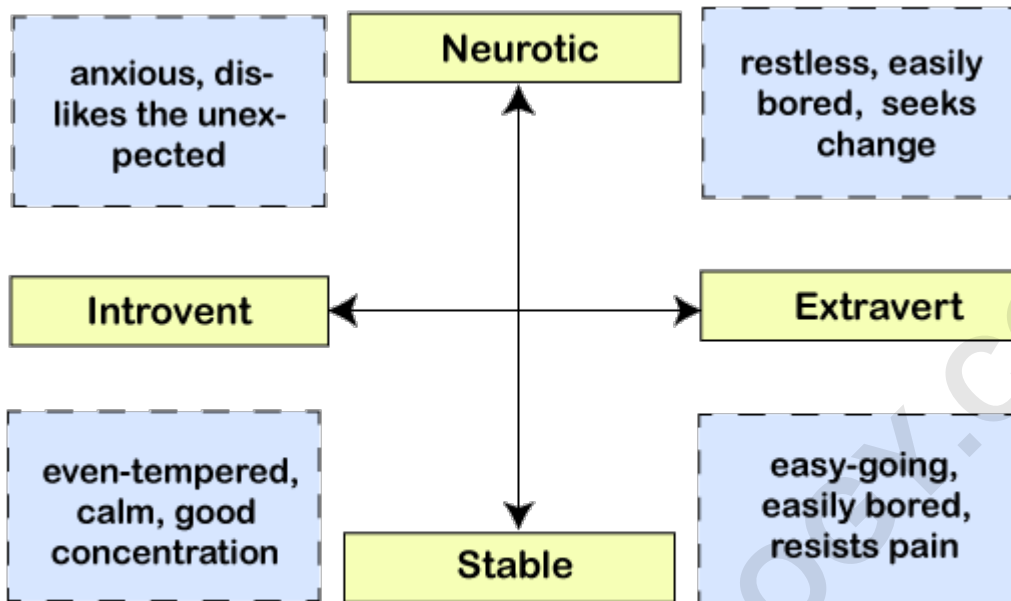 Neurotic
anxious, dis-
likes the unex-
pected
restless, easily
bored, seeks
change
Introvent
Extravert
even-tempered,
calm, good
concentration
easy-going,
easily bored,
resists pain
Stable